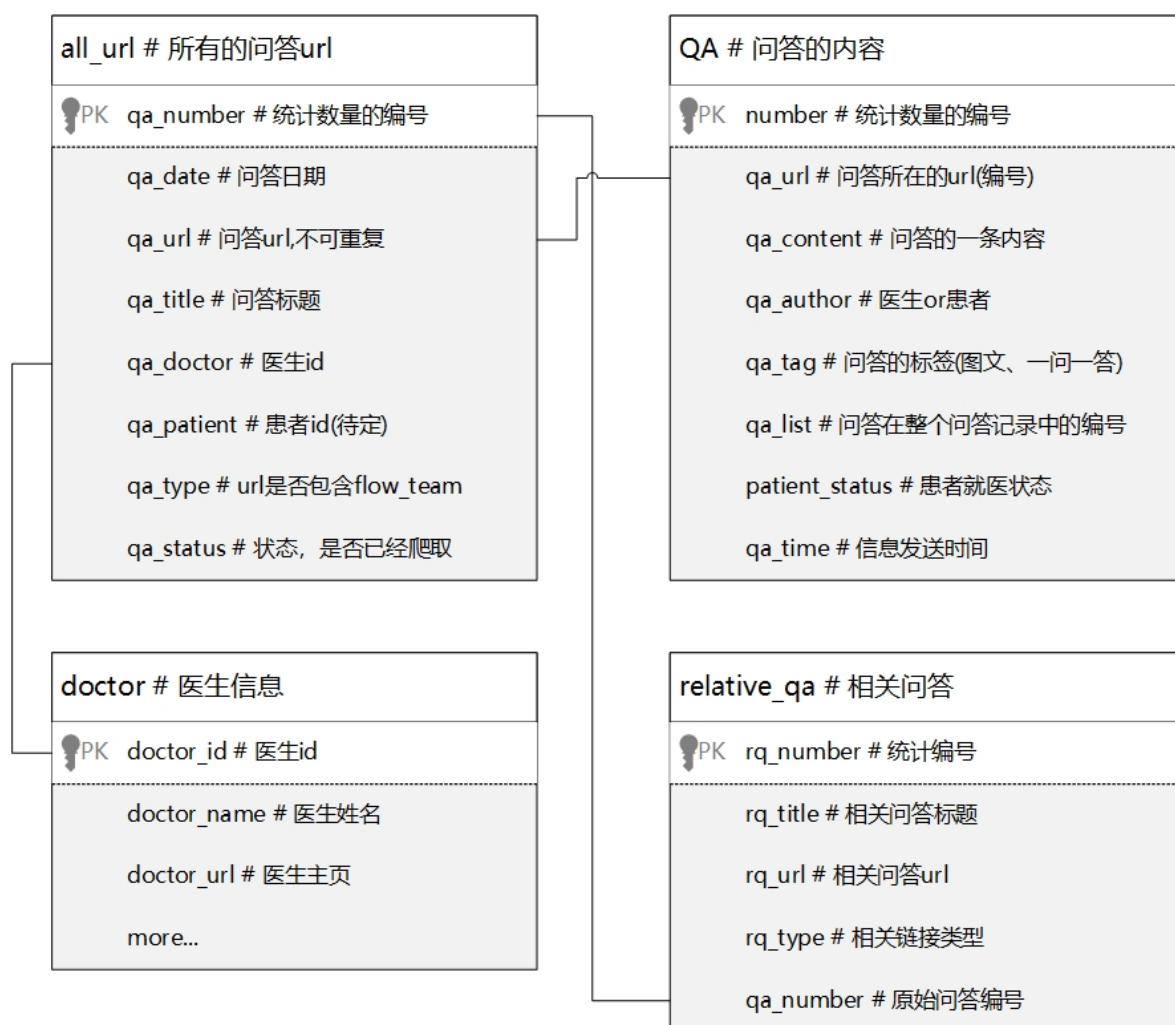 all_url # 所有的问答url
PK qa_number # 统计数量的编号
qa_date # 问答日期
qa_url # 问答url,不可重复
qa_title # 问答标题
qa_doctor # 医生id
qa_patient # 患者id(待定)
qa_type # url是否包含flow_team
qa_status # 状态，是否已经爬取
QA # 问答的内容
PK number # 统计数量的编号
qa_url # 问答所在的url(编号)
qa_content # 问答的一条内容
qa_author # 医生or患者
qa_tag # 问答的标签(图文、一问一答)
qa_list # 问答在整个问答记录中的编号
patient_status # 患者就医状态
qa_time # 信息发送时间
doctor # 医生信息
PK doctor_id # 医生id
doctor_name # 医生姓名
doctor_url # 医生主页
more...
relative_qa # 相关问答
PK rq_number # 统计编号
rq_title # 相关问答标题
rq_url # 相关问答url
rq_type # 相关链接类型
qa_number # 原始问答编号